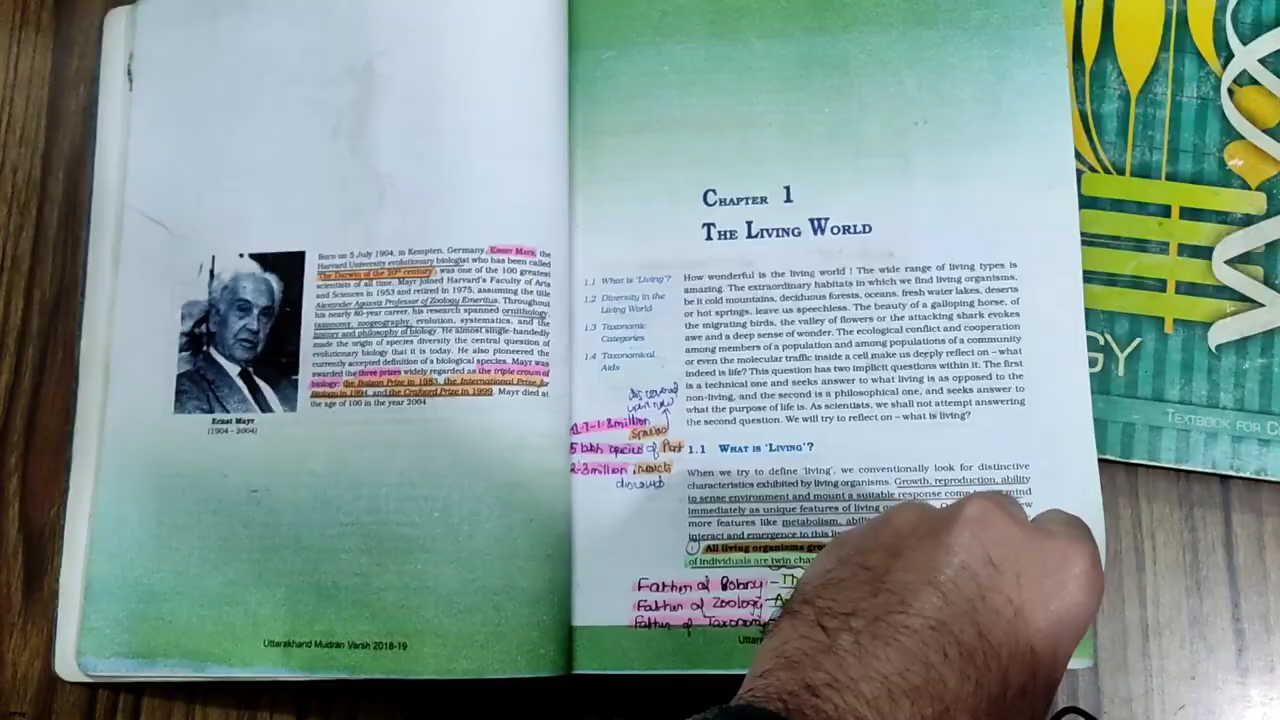 Born on 5 July 1904, in Kempten, Germany, Ernst Mayr, the
Harvard University evolutionary biologist who has been called
'The Darwin of the 20th century', was one of the 100 greatest
scientists of all time. Mayr joined Harvard's Faculty of Arts
and Sciences in 1953 and retired in 1975, assuming the title
Alexander Agassiz Professor of Zoology Emeritus. Throughout
his nearly 80-year career, his research spanned ornithology,
taxonomy, zoogeography, evolution, systematics, and the
history and philosophy of biology. He almost single-handedly
made the origin of species diversity the central question of
evolutionary biology that it is today. He also pioneered the
currently accepted definition of a biological species. Mayr was
awarded the three prizes widely regarded as the triple crown of
biology: the Balzan Prize in 1983, the International Prize for
Biology in 1994, and the Crafoord Prize in 1999. Mayr died at
the age of 100 in the year 2004.
Ernst Mayr
(1904 – 2004)
Uttarakhand Mudran Varsh 2018-19
CHAPTER 1
THE LIVING WORLD
1.1 What is 'Living'?
1.2 Diversity in the
Living World
1.3 Taxonomic
Categories
1.4 Taxonomical
Aids
How wonderful is the living world ! The wide range of living types is
amazing. The extraordinary habitats in which we find living organisms,
be it cold mountains, deciduous forests, oceans, fresh water lakes, deserts
or hot springs, leave us speechless. The beauty of a galloping horse, of
the migrating birds, the valley of flowers or the attacking shark evokes
awe and a deep sense of wonder. The ecological conflict and cooperation
among members of a population and among populations of a community
or even the molecular traffic inside a cell make us deeply reflect on – what
indeed is life? This question has two implicit questions within it. The first
is a technical one and seeks answer to what living is as opposed to the
non-living, and the second is a philosophical one, and seeks answer to
what the purpose of life is. As scientists, we shall not attempt answering
the second question. We will try to reflect on – what is living?
1.7-1.8 million
5 lakh species of Plant
2-3 million insects
1.1 WHAT IS 'LIVING'?
When we try to define 'living', we conventionally look for distinctive
characteristics exhibited by living organisms. Growth, reproduction, ability
to sense environment and mount a suitable response come mind
immediately as unique features of living
more features like metabolism,
interact and emergence to this
All living organisms
of individuals are twin
Father of Botany –
Father of Zoology –
Father of Taxonomy
TEXTBOOK FOR